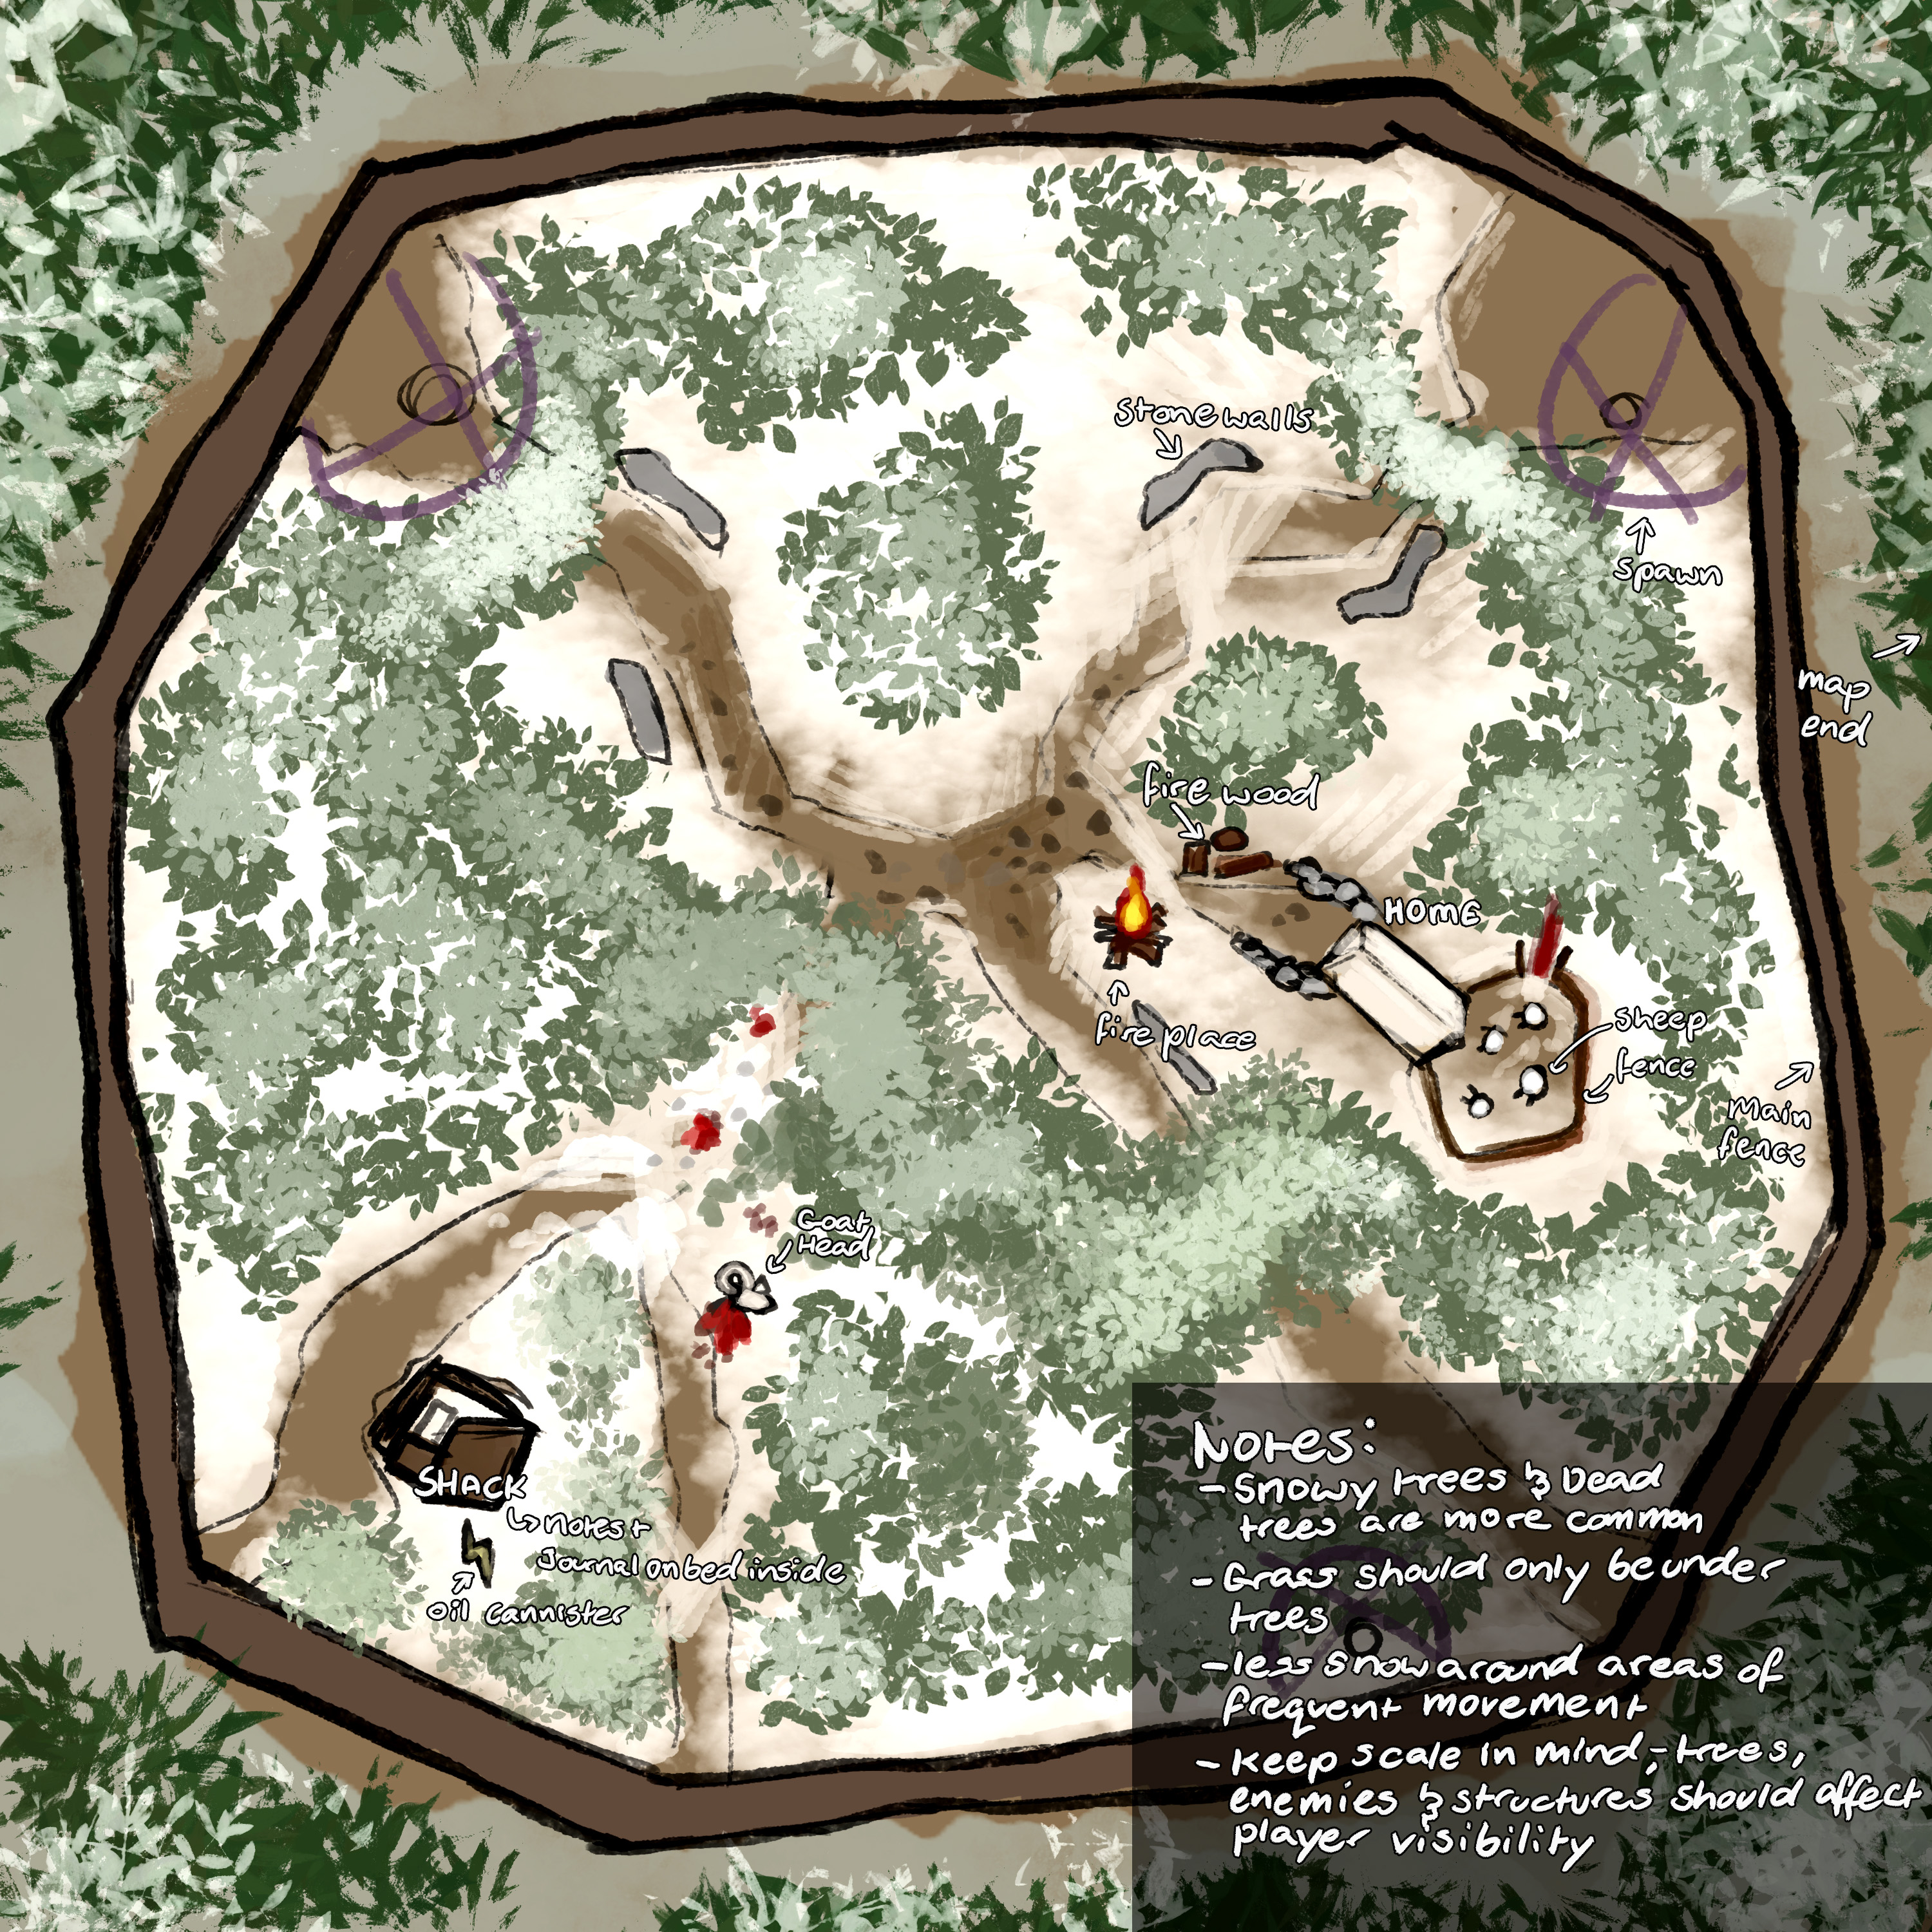 Stone walls
Spawn
map
end
fire wood
HOME
fire place
sheep
fence
Main
fence
Goat
Head
SHACK
notes +
Journal on bed inside
oil cannister
Notes:
- Snowy trees & Dead
trees are more common
- Grass should only be under
trees
- less snow around areas of
frequent movement
- keep scale in mind - trees,
enemies & structures should affect
player visibility